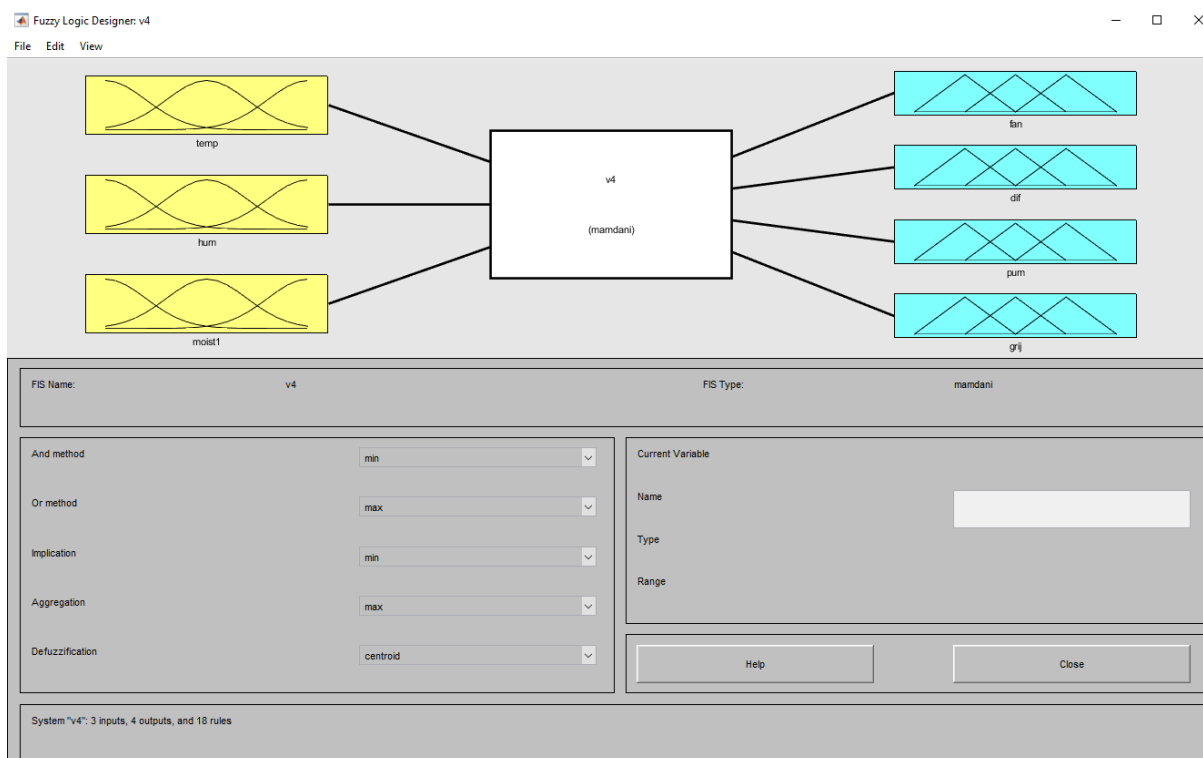 Fuzzy Logic Designer: v4
File Edit View
temp
hum
moist1
v4
(mamdani)
fan
dif
pum
grij
FIS Name: v4 FIS Type: mamdani
And method min
Or method max
Implication min
Aggregation max
Defuzzification centroid
Current Variable
Name
Type
Range
Help Close
System "v4": 3 inputs, 4 outputs, and 18 rules